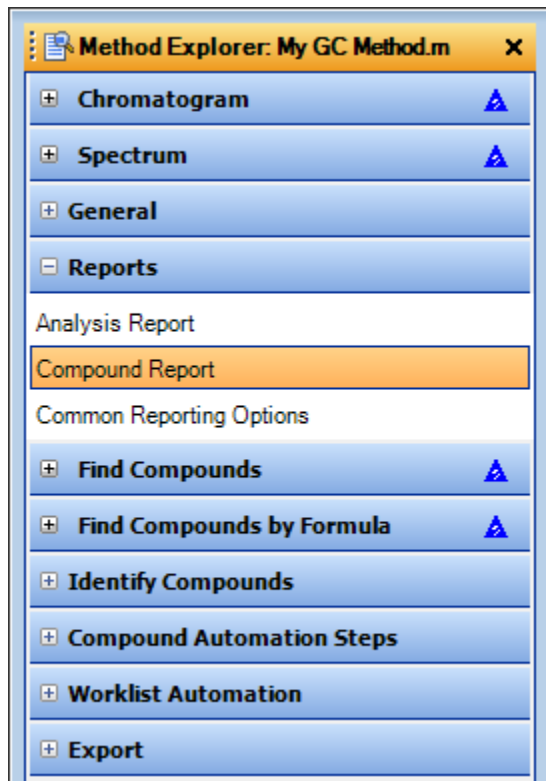 Method Explorer: My GC Method.m
Chromatogram
Spectrum
General
Reports
Analysis Report
Compound Report
Common Reporting Options
Find Compounds
Find Compounds by Formula
Identify Compounds
Compound Automation Steps
Worklist Automation
Export